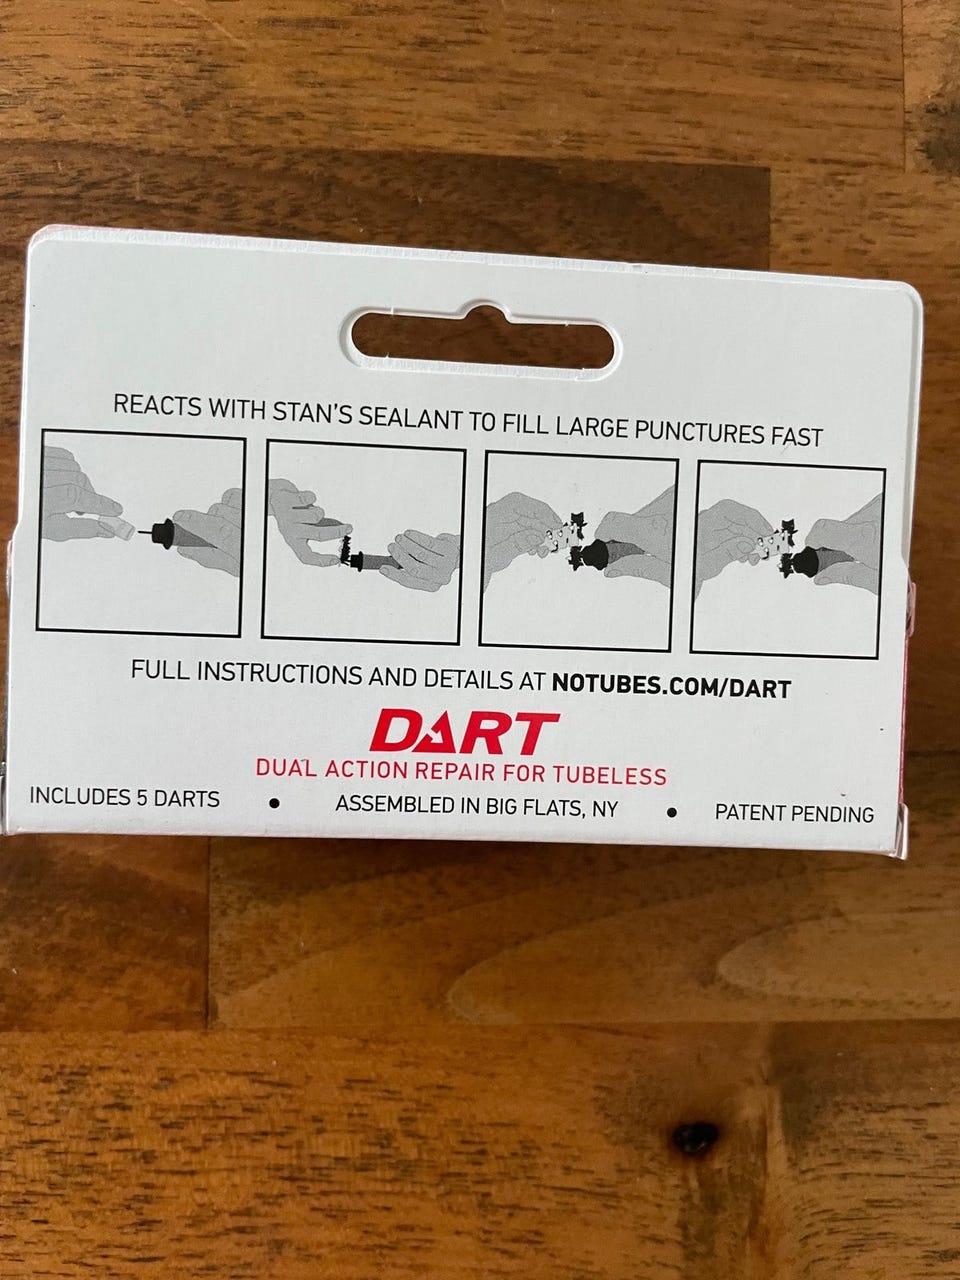 REACTS WITH STAN'S SEALANT TO FILL LARGE PUNCTURES FAST
FULL INSTRUCTIONS AND DETAILS AT NOTUBES.COM/DART
DART
DUAL ACTION REPAIR FOR TUBELESS
INCLUDES 5 DARTS • ASSEMBLED IN BIG FLATS, NY • PATENT PENDING